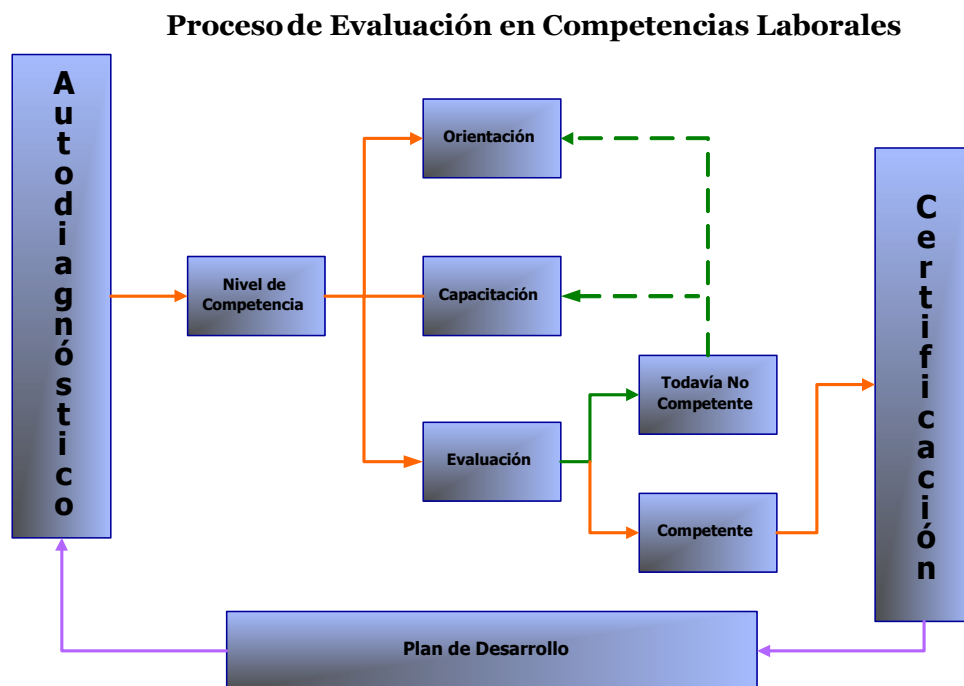 Proceso de Evaluación en Competencias Laborales
Autodiagnóstico
Orientación
Nivel de
Competencia
Capacitación
Todavía No
Competente
Evaluación
Competente
Certificación
Plan de Desarrollo